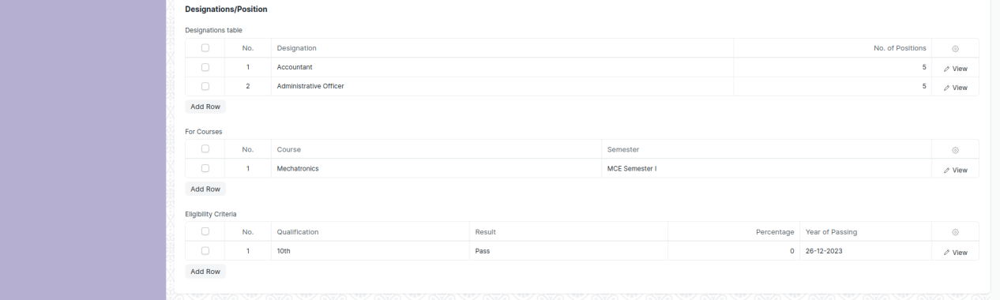 Designations/Position
Designations table
No. Designation No. of Positions
1 Accountant 5 View
2 Administrative Officer 5 View
Add Row
For Courses
No. Course Semester
1 Mechatronics MCE Semester I View
Add Row
Eligibility Criteria
No. Qualification Result Percentage Year of Passing
1 10th Pass 0 26-12-2023 View
Add Row